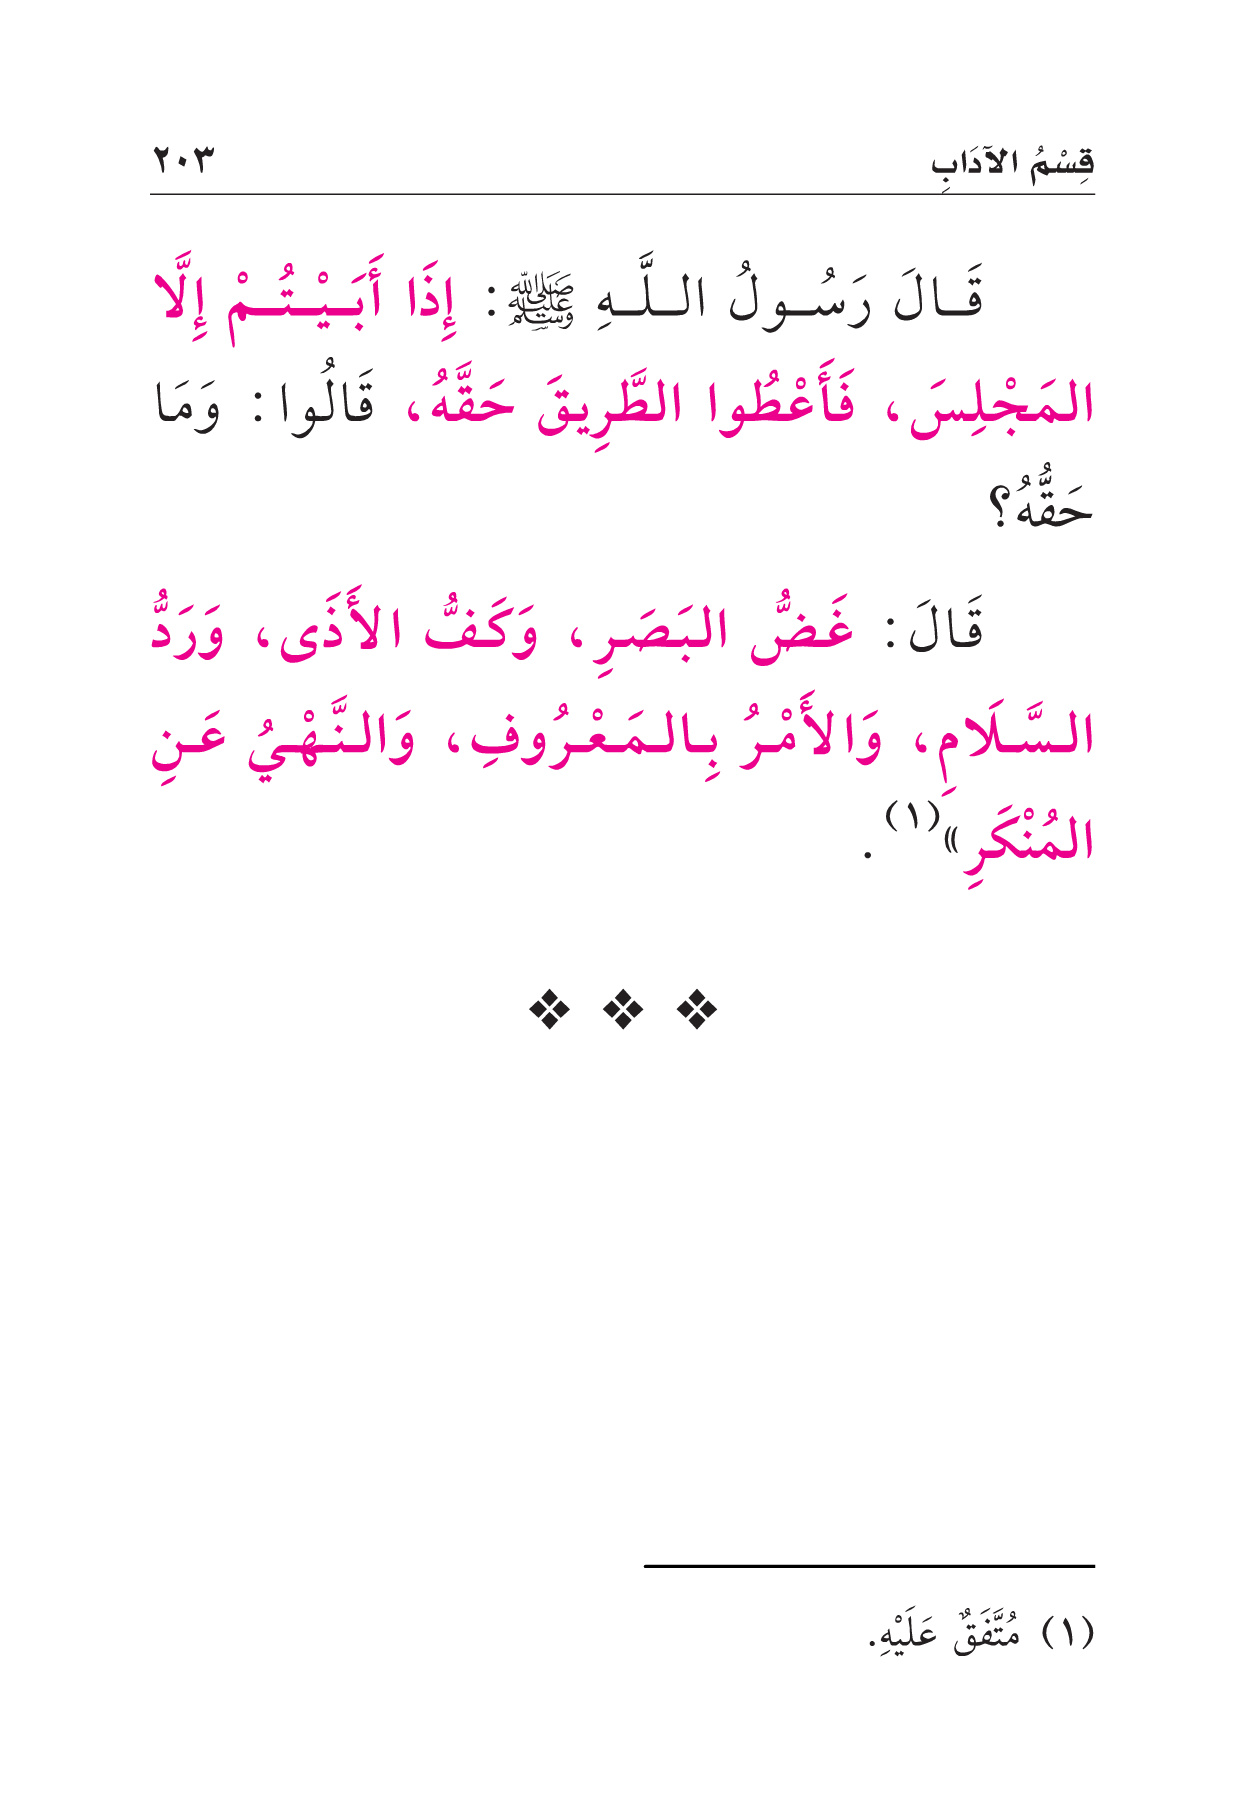 قِسْمُ الآدَابِ ٢٠٣
قَالَ رَسُولُ اللَّهِ ﷺ: إِذَا أَبَيْتُمْ إِلَّا
المَجْلِسَ، فَأَعْطُوا الطَّرِيقَ حَقَّهُ، قَالُوا: وَمَا
حَقُّهُ؟
قَالَ: غَضُّ البَصَرِ، وَكَفُّ الأَذَى، وَرَدُّ
السَّلَامِ، وَالأَمْرُ بِالمَعْرُوفِ، وَالنَّهْيُ عَنِ
المُنْكَرِ»(١).
(١) مُتَّفَقٌ عَلَيْهِ.